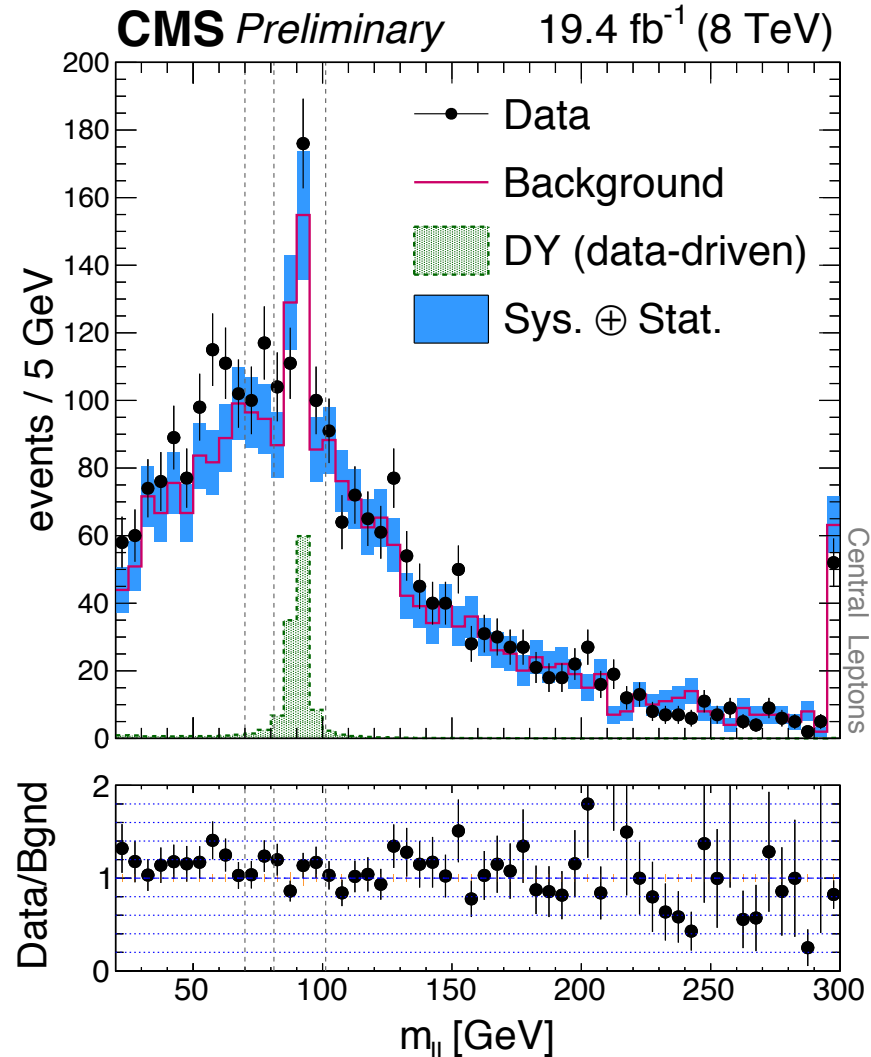 CMS Preliminary 19.4 fb⁻¹ (8 TeV)
200
180
160
140
120
100
80
60
40
20
0
events / 5 GeV
Data
Background
DY (data-driven)
Sys. ⊕ Stat.
Central Leptons
2
1
0
Data/Bgnd
50 100 150 200 250 300
m_ll [GeV]